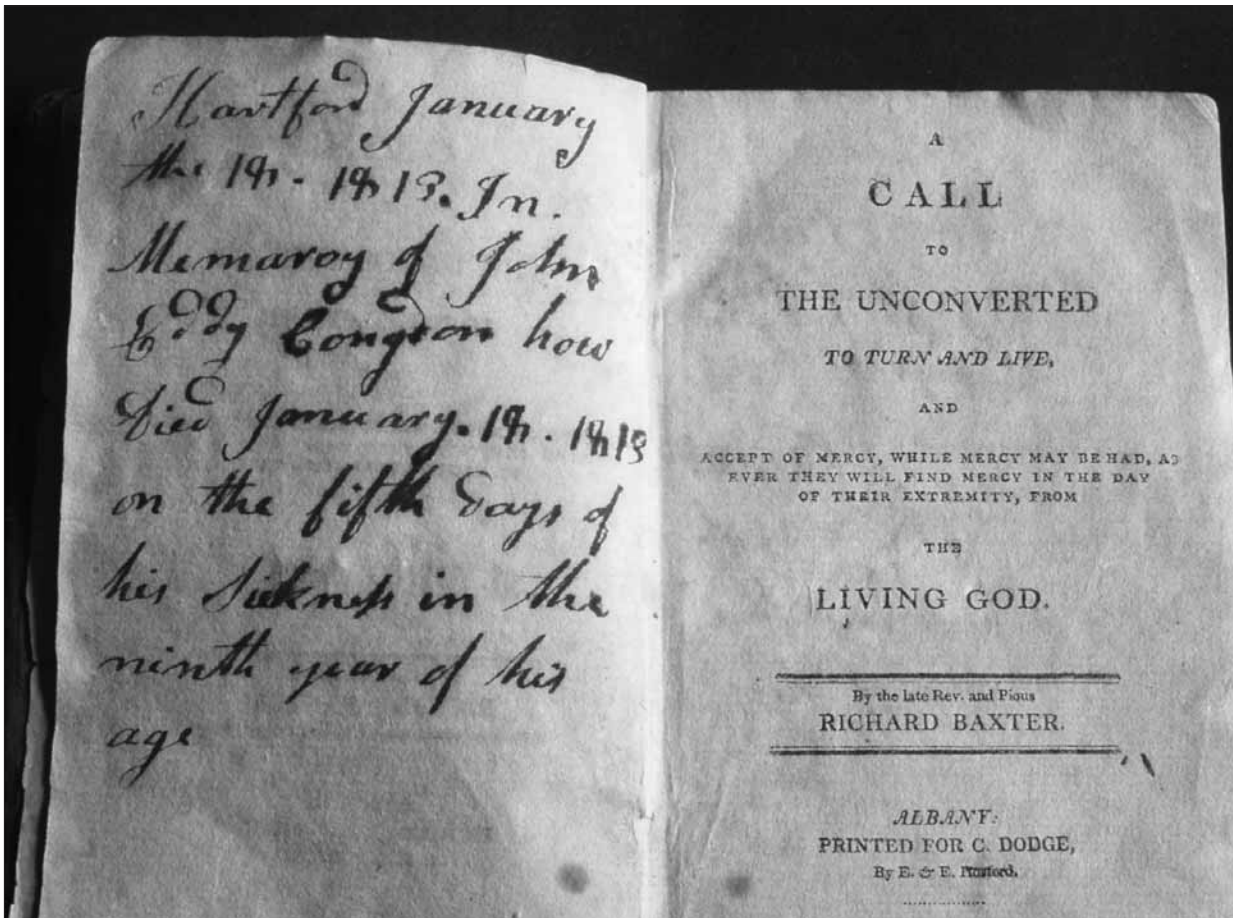 Hartford January
the 18. 1813. In.
Memaroy of John
Eddy Congdon how
Died January. 18. 1813
on the fifth Days of
his sickness in the
ninth year of his
age
A
CALL
TO
THE UNCONVERTED
TO TURN AND LIVE,
AND
ACCEPT OF MERCY, WHILE MERCY MAY BE HAD, AS
EVER THEY WILL FIND MERCY IN THE DAY
OF THEIR EXTREMITY, FROM
THE
LIVING GOD.
By the late Rev. and Pious
RICHARD BAXTER.
ALBANY:
PRINTED FOR C. DODGE,
By E. & E.